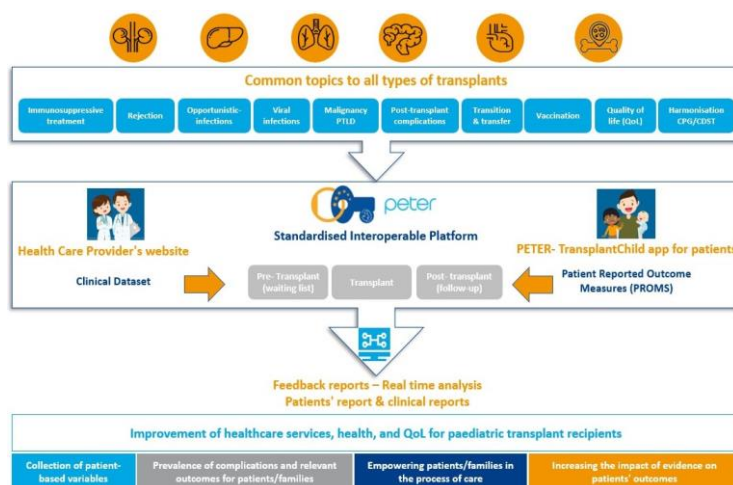 Common topics to all types of transplants
Immunosuppressive
treatment
Rejection
Opportunistic-
infections
Viral
infections
Malignancy
PTLD
Post-transplant
complications
Transition
& transfer
Vaccination
Quality of
life (QoL)
Harmonisation
CPG/CDST
peter
Standardised Interoperable Platform
Health Care Provider's website
PETER- TransplantChild app for patients
Clinical Dataset
Pre- Transplant
(waiting list)
Transplant
Post- transplant
(follow-up)
Patient Reported Outcome
Measures (PROMS)
Feedback reports – Real time analysis
Patients' report & clinical reports
Improvement of healthcare services, health, and QoL for paediatric transplant recipients
Collection of patient-
based variables
Prevalence of complications and relevant
outcomes for patients/families
Empowering patients/families in
the process of care
Increasing the impact of evidence on
patients' outcomes